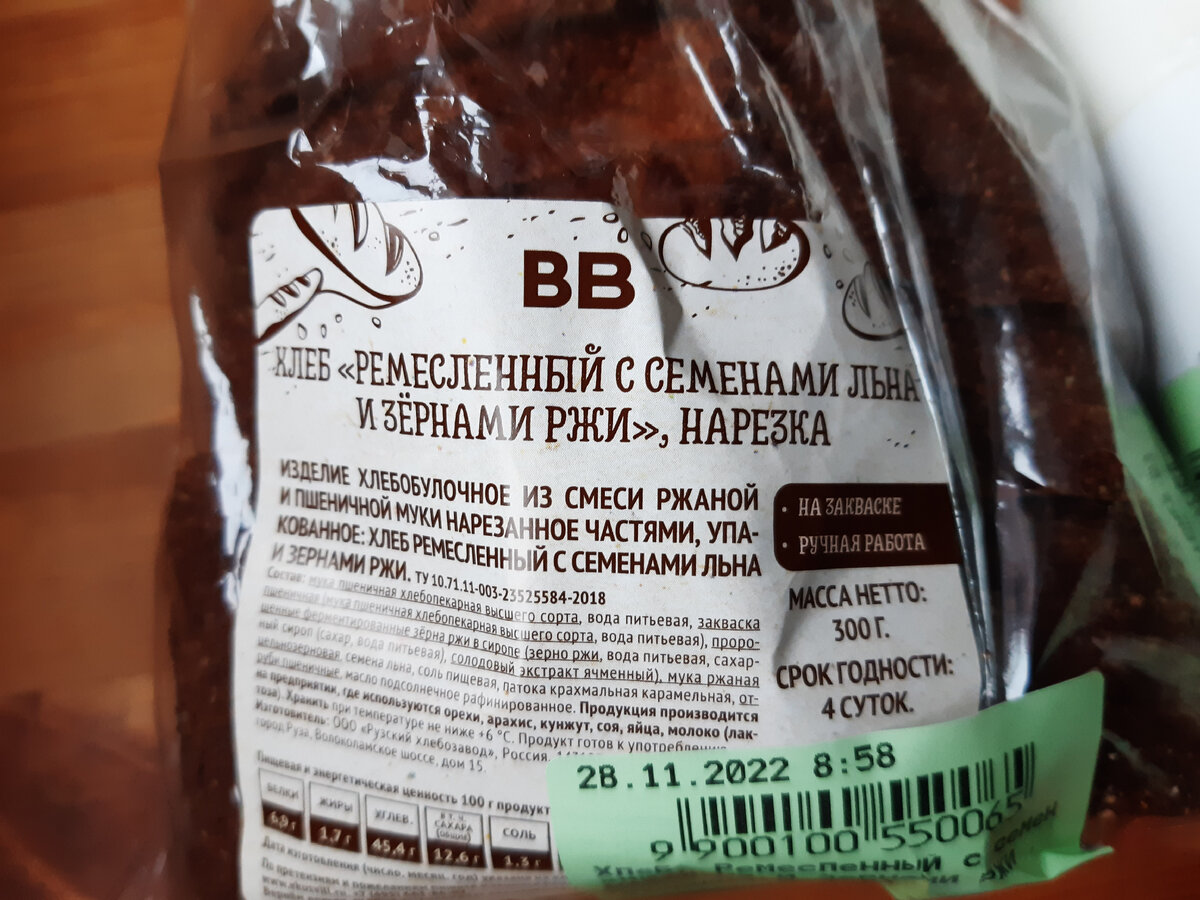 ВВ
ХЛЕБ «РЕМЕСЛЕННЫЙ С СЕМЕНАМИ ЛЬНА
И ЗЁРНАМИ РЖИ», НАРЕЗКА
ИЗДЕЛИЕ ХЛЕБОБУЛОЧНОЕ ИЗ СМЕСИ РЖАНОЙ
И ПШЕНИЧНОЙ МУКИ НАРЕЗАННОЕ ЧАСТЯМИ, УПА-
КОВАННОЕ: ХЛЕБ РЕМЕСЛЕННЫЙ С СЕМЕНАМИ ЛЬНА
И ЗЕРНАМИ РЖИ. ТУ 10.71.11-003-23525584-2018
Состав: мука пшеничная хлебопекарная высшего сорта, вода питьевая, закваска
пшеничная (мука пшеничная хлебопекарная высшего сорта, вода питьевая), проро-
щенные ферментированные зёрна ржи в сиропе (зерно ржи, вода питьевая, сахар-
ный сироп (сахар, вода питьевая), солодовый экстракт ячменный), мука ржаная
цельнозерновая, семена льна, соль пищевая, патока крахмальная карамельная, от-
руби пшеничные, масло подсолнечное рафинированное. Продукция производится
на предприятии, где используются орехи, арахис, кунжут, соя, яйца, молоко (лак-
тоза). Хранить при температуре не ниже +6 °С. Продукт готов к употреблению.
Изготовитель: ООО «Рузский хлебозавод», Россия,
город Руза, Волоколамское шоссе, дом 15
Пищевая и энергетическая ценность 100 г продукт
БЕЛКИ
ЖИРЫ
УГЛЕВ.
В Т.Ч. САХАРА (общие)
СОЛЬ
6,9 г
1,7 г
45,4 г
12,6 г
1,3 г
Дата изготовления (число, месяц, год)
• НА ЗАКВАСКЕ
• РУЧНАЯ РАБОТА
МАССА НЕТТО:
300 Г.
СРОК ГОДНОСТИ:
4 СУТОК.
28.11.2022 8:58
9 900100 550065
Хлеб Ремесленный с семен